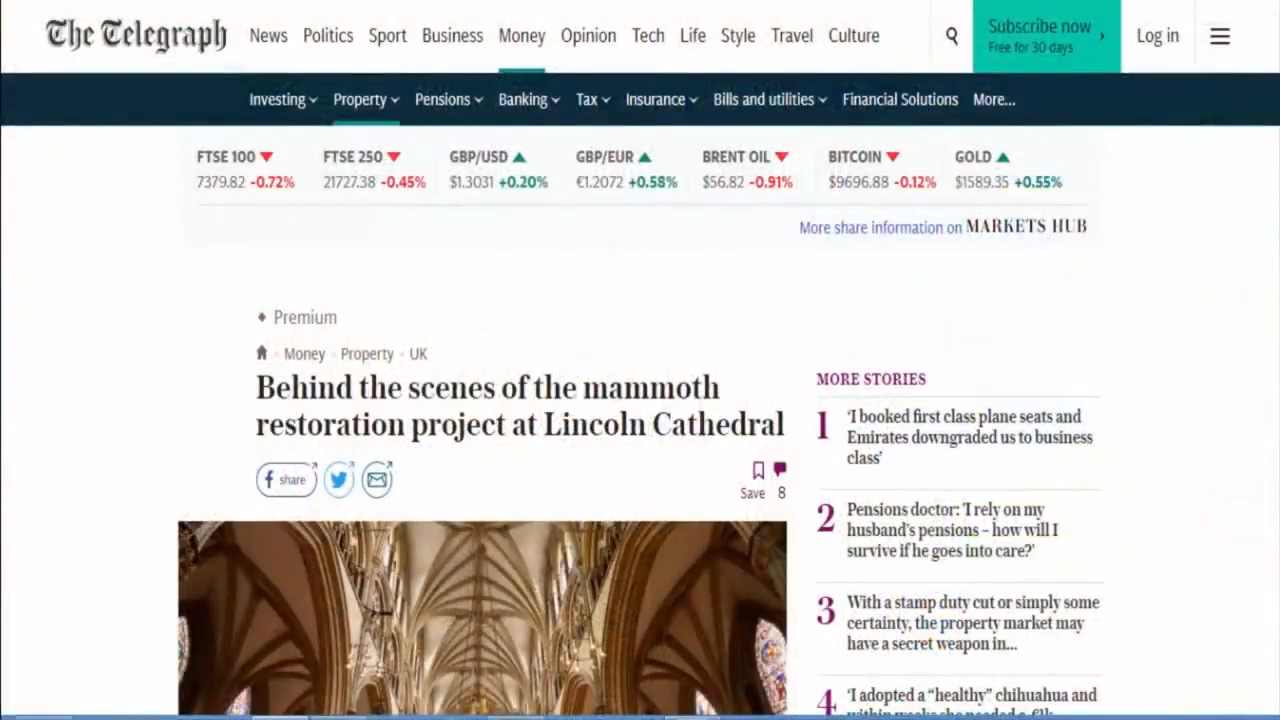 The Telegraph
News Politics Sport Business Money Opinion Tech Life Style Travel Culture
Subscribe now
Free for 30 days
Log in
Investing Property Pensions Banking Tax Insurance Bills and utilities Financial Solutions More...
FTSE 100 FTSE 250 GBP/USD GBP/EUR BRENT OIL BITCOIN GOLD
7379.82 -0.72% 21727.38 -0.45% $1.3031 +0.20% €1.2072 +0.58% $56.82 -0.91% $9696.88 -0.12% $1589.35 +0.55%
More share information on MARKETS HUB
Premium
Money Property UK
Behind the scenes of the mammoth
restoration project at Lincoln Cathedral
share
Save 8
MORE STORIES
1 'I booked first class plane seats and
Emirates downgraded us to business
class'
2 Pensions doctor: 'I rely on my
husband's pensions – how will I
survive if he goes into care?'
3 With a stamp duty cut or simply some
certainty, the property market may
have a secret weapon in...
4 'I adopted a “healthy” chihuahua and